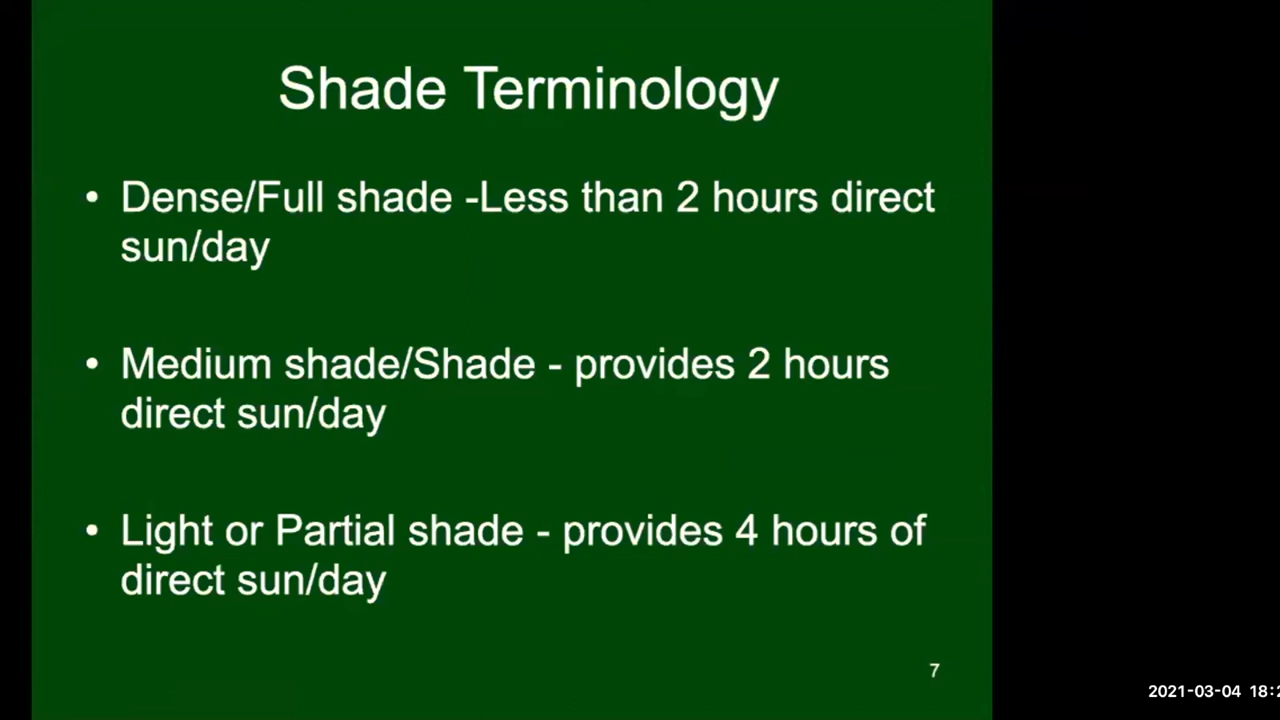 Shade Terminology
• Dense/Full shade -Less than 2 hours direct
sun/day
• Medium shade/Shade - provides 2 hours
direct sun/day
• Light or Partial shade - provides 4 hours of
direct sun/day
7
2021-03-04